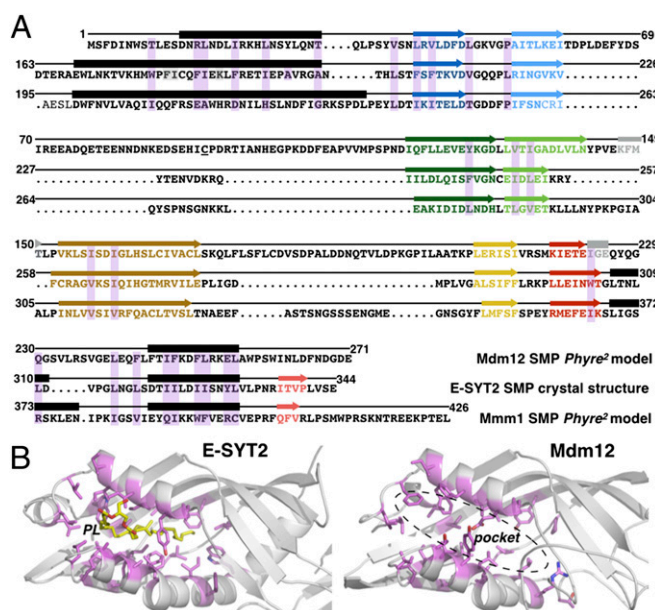 A
1 MSFDINWSTLESDNRLNDLIRKHLNSYLQNT....QLPSYVSNLRVLDFDLGKVGPAITLKEITDPLDEFYDS 69
163 DTERAEWLNKTVKHMWPFICQFIEKLFRETIEPAVRGAN............THLSTFSFTKVDVGQQPLRINGVKV 226
195 AESLDWFNVLVAQIIQQFRSEAWHRDNILHSLNDFIGRKSPDLPEYLDTIKITELDTGDDFPIFSNCRI 263
70 IREEADQETEENNDNKEDSEHICPDRTIANHEGPKDDFEAPVVMPSPNDIQFLLEVEYKGDLLVTIGADLVLNYPVEKFM 149
227 YTENVDKRQ IILDLQISFVGNCEIDLEIKRY 257
264 QYSPNSGNKKL EAKIDIDLNDHLTLGVETKLLLNYPKPGIA 304
150 TLPVKLSISDIGLHSLCIVACLSKQLFLSFLCDVSDPALDDNQTVLDPKGPILAATKPLERISIVRSMKIETEIGEQYQG 229
258 FCRAGVKSIQIHGTMRVILEPLIGD MPLVGALSIFFLRKPLLEINWTGLTNL 309
305 ALPINLVVSIVRFQACLTVSLTNASTNSSSENGME GNSGYFLMFSFSPEYRMEFEIKSLIGS 372
230 QGSVLRSVGELEQFLFTIFKDFLRKELAWPSWINLDFNDGDE 271
Mdm12 SMP Phyre² model
310 LD.....VPGLNGLSDTIILDIISNYLVLPNRITVPLVSE 344
E-SYT2 SMP crystal structure
373 RSKLEN.IPKIGSVIEYQIKKWFVERCVEPRFQFVRLPSMWPRSKNTREEKPTEL 426
Mmm1 SMP Phyre² model
B
E-SYT2 Mdm12
PL pocket